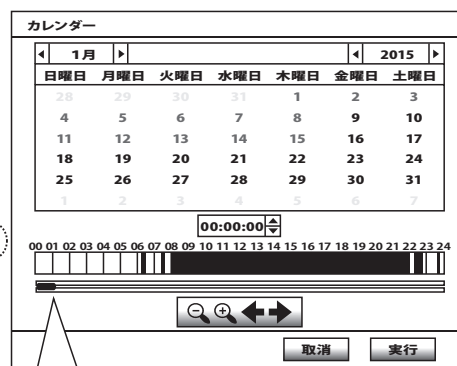 カレンダー
1月 2015
日曜日 月曜日 火曜日 水曜日 木曜日 金曜日 土曜日
28 29 30 31 1 2 3
4 5 6 7 8 9 10
11 12 13 14 15 16 17
18 19 20 21 22 23 24
25 26 27 28 29 30 31
1 2 3 4 5 6 7
00:00:00
00 01 02 03 04 05 06 07 08 09 10 11 12 13 14 15 16 17 18 19 20 21 22 23 24
取消 実行